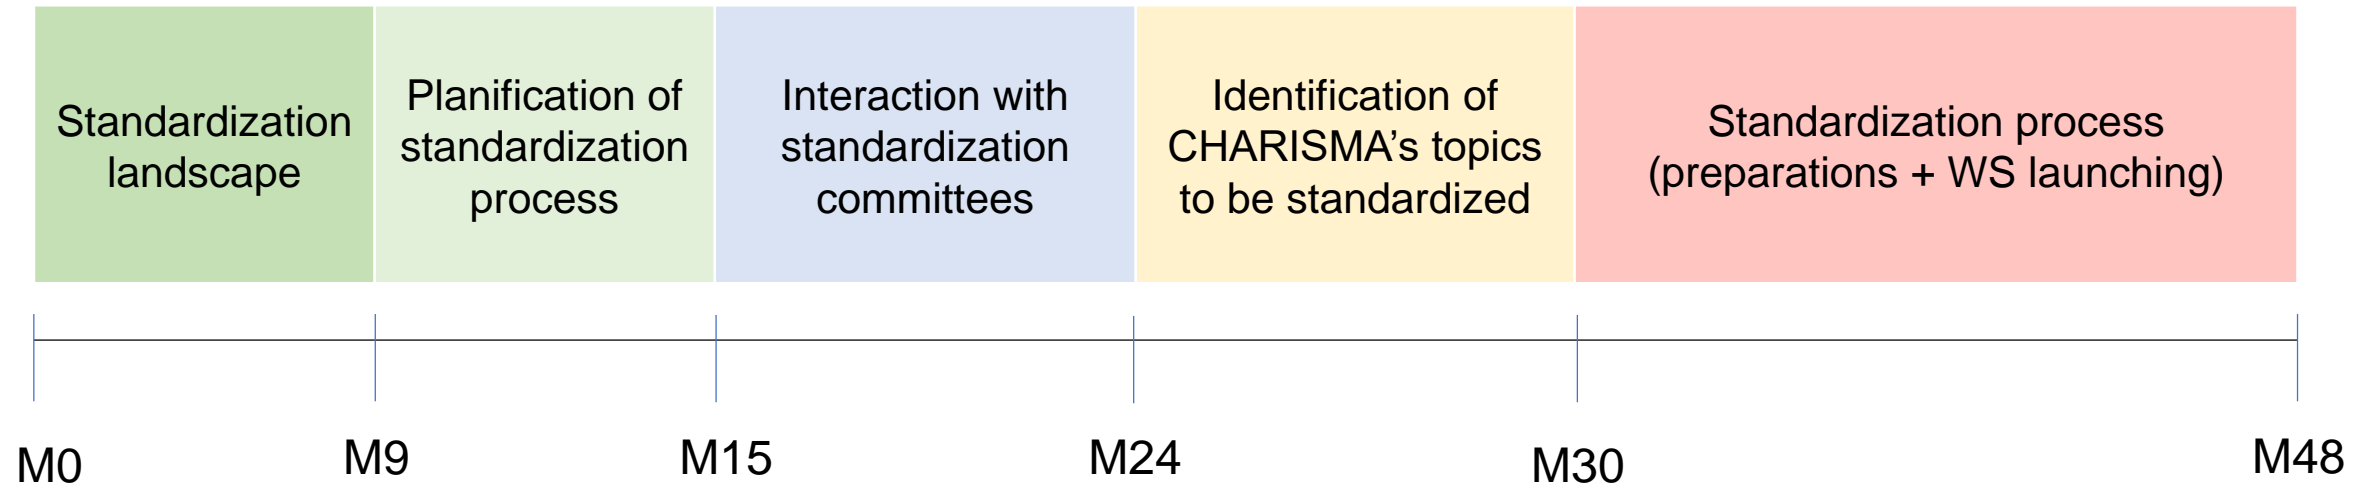 Standardization
landscape
Planification of
standardization
process
Interaction with
standardization
committees
Identification of
CHARISMA’s topics
to be standardized
Standardization process
(preparations + WS launching)
M0
M9
M15
M24
M30
M48